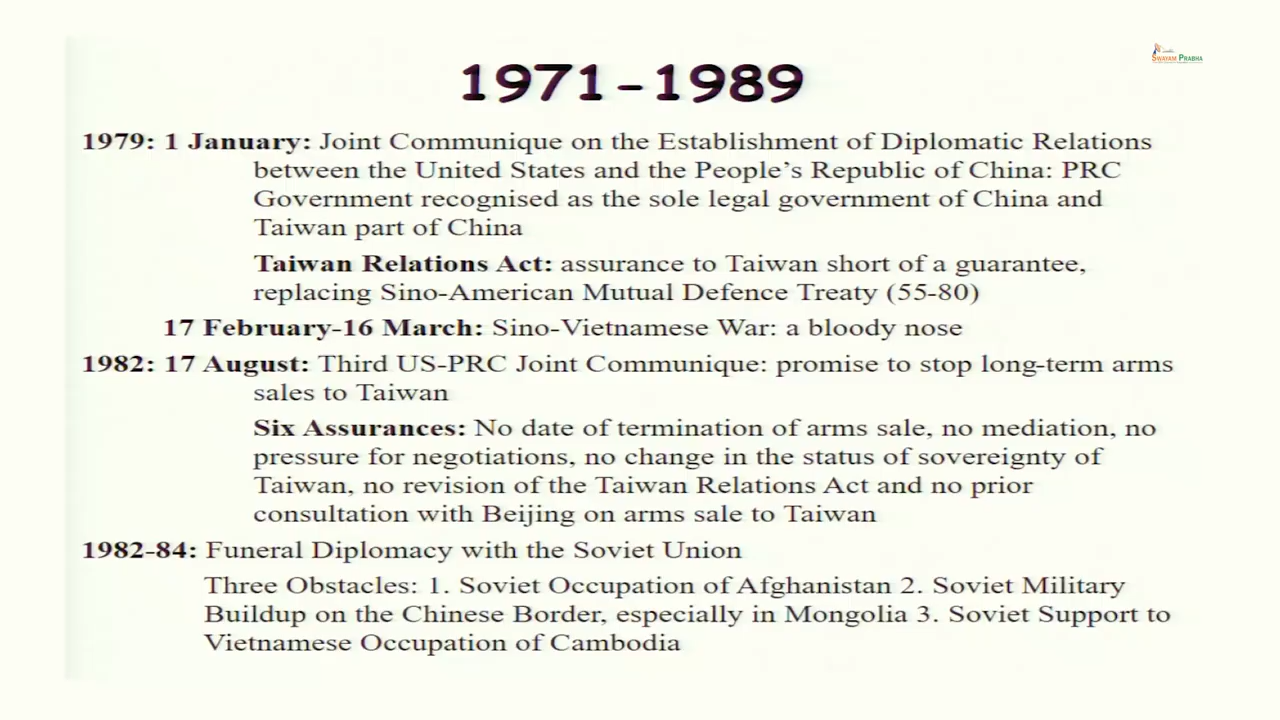 SWAYAM PRABHA
1971-1989
1979: 1 January: Joint Communique on the Establishment of Diplomatic Relations
between the United States and the People's Republic of China: PRC
Government recognised as the sole legal government of China and
Taiwan part of China
Taiwan Relations Act: assurance to Taiwan short of a guarantee,
replacing Sino-American Mutual Defence Treaty (55-80)
17 February-16 March: Sino-Vietnamese War: a bloody nose
1982: 17 August: Third US-PRC Joint Communique: promise to stop long-term arms
sales to Taiwan
Six Assurances: No date of termination of arms sale, no mediation, no
pressure for negotiations, no change in the status of sovereignty of
Taiwan, no revision of the Taiwan Relations Act and no prior
consultation with Beijing on arms sale to Taiwan
1982-84: Funeral Diplomacy with the Soviet Union
Three Obstacles: 1. Soviet Occupation of Afghanistan 2. Soviet Military
Buildup on the Chinese Border, especially in Mongolia 3. Soviet Support to
Vietnamese Occupation of Cambodia